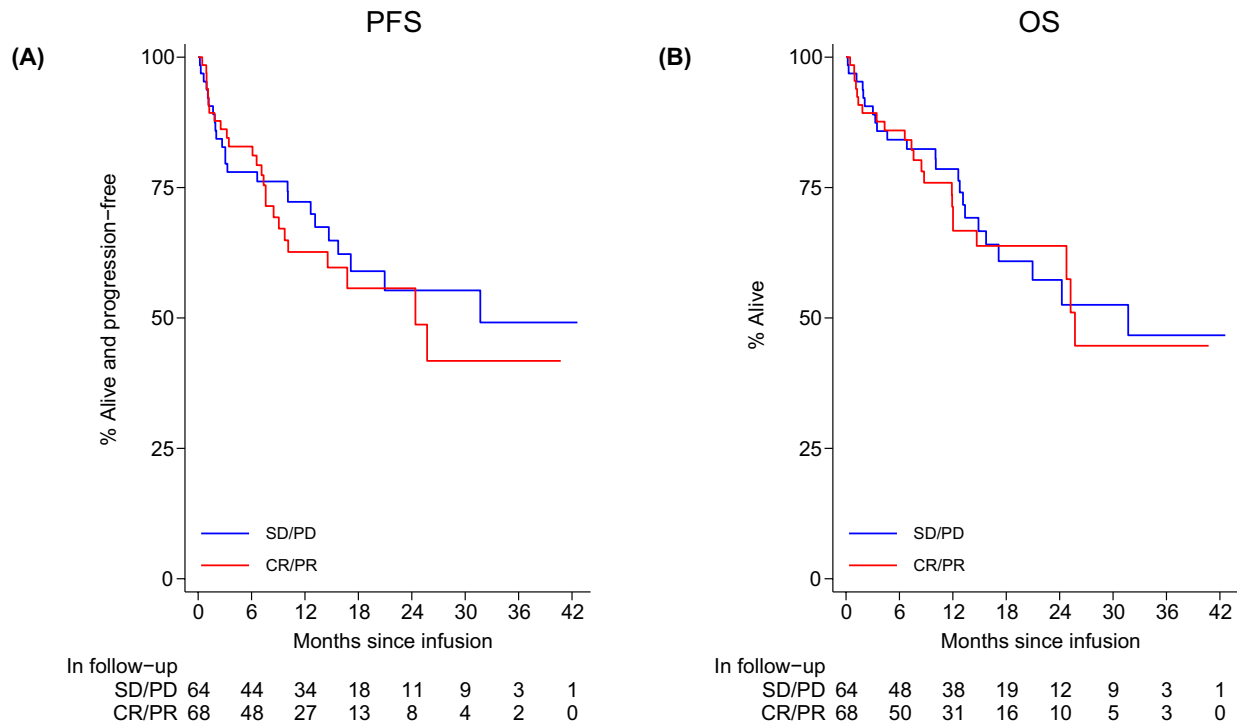 PFS
(A)
100
75
50
25
0
% Alive and progression−free
SD/PD
CR/PR
0 6 12 18 24 30 36 42
Months since infusion
In follow−up
SD/PD 64 44 34 18 11 9 3 1
CR/PR 68 48 27 13 8 4 2 0
OS
(B)
100
75
50
25
0
% Alive
SD/PD
CR/PR
0 6 12 18 24 30 36 42
Months since infusion
In follow−up
SD/PD 64 48 38 19 12 9 3 1
CR/PR 68 50 31 16 10 5 3 0